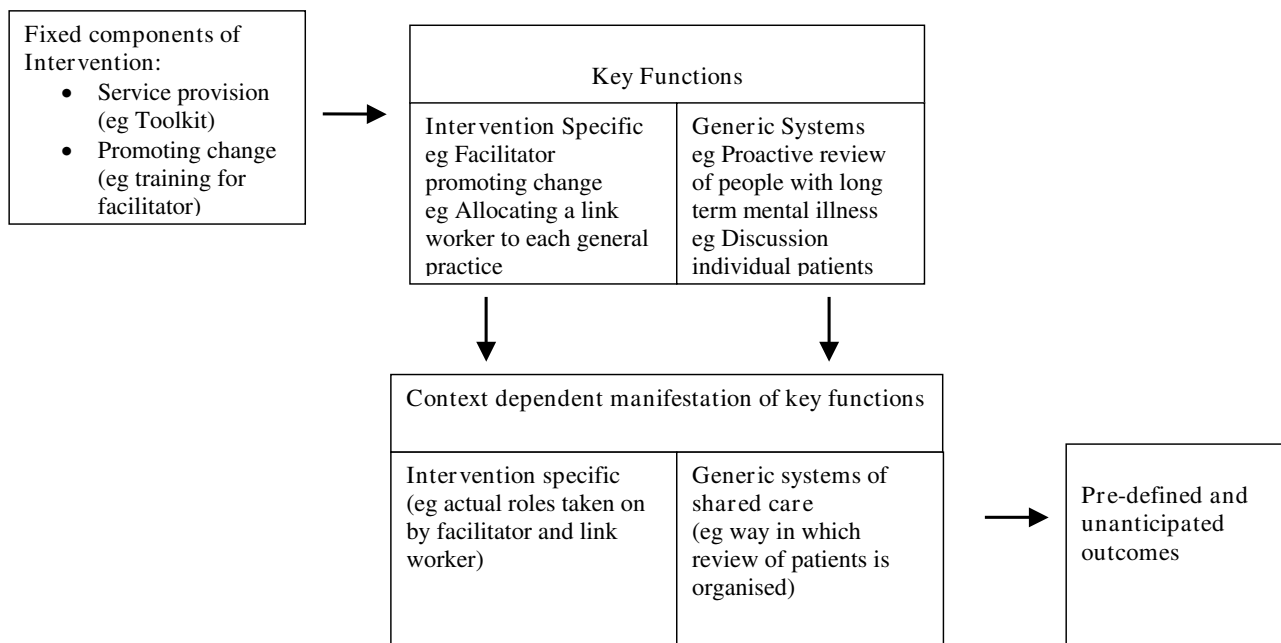 Fixed components of
Intervention:
• Service provision
(eg Toolkit)
• Promoting change
(eg training for
facilitator)
Key Functions
Intervention Specific
eg Facilitator
promoting change
eg Allocating a link
worker to each general
practice
Generic Systems
eg Proactive review
of people with long
term mental illness
eg Discussion
individual patients
Context dependent manifestation of key functions
Intervention specific
(eg actual roles taken on
by facilitator and link
worker)
Generic systems of
shared care
(eg way in which
review of patients is
organised)
Pre-defined and
unanticipated
outcomes